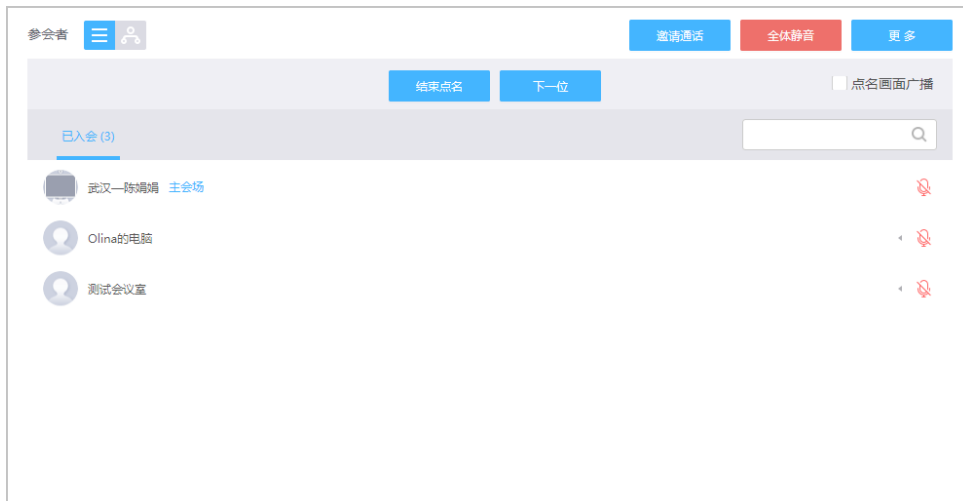 参会者 邀请通话 全体静音 更多
结束点名 下一位 点名画面广播
已入会 (3)
武汉—陈娟娟 主会场
Olina的电脑
测试会议室